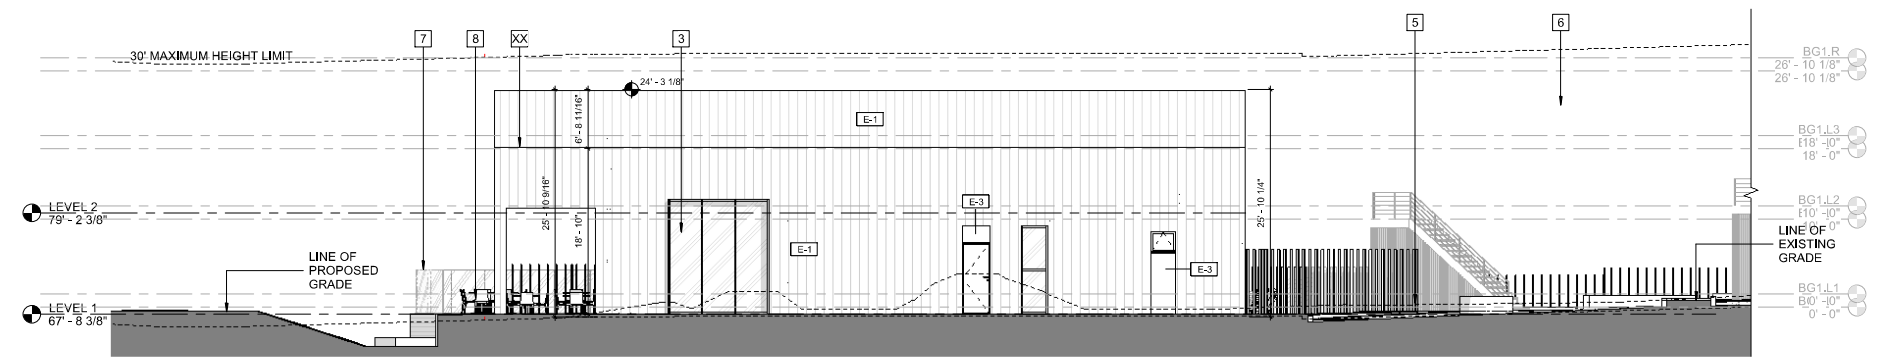 7
8
XX
3
5
6
30' MAXIMUM HEIGHT LIMIT
BG1.R
26' - 10 1/8"
26' - 10 1/8"
24' - 3 1/8"
6' - 8 11/16"
E-1
BG1.L3
18' - 0"
18' - 0"
25' - 10 9/16"
18' - 10"
25' - 10 1/4"
LEVEL 2
79' - 2 3/8"
E-3
E-1
E-3
BG1.L2
10' - 0"
LINE OF
EXISTING
GRADE
LINE OF
PROPOSED
GRADE
LEVEL 1
67' - 8 3/8"
BG1.L1
0' - 0"
0' - 0"